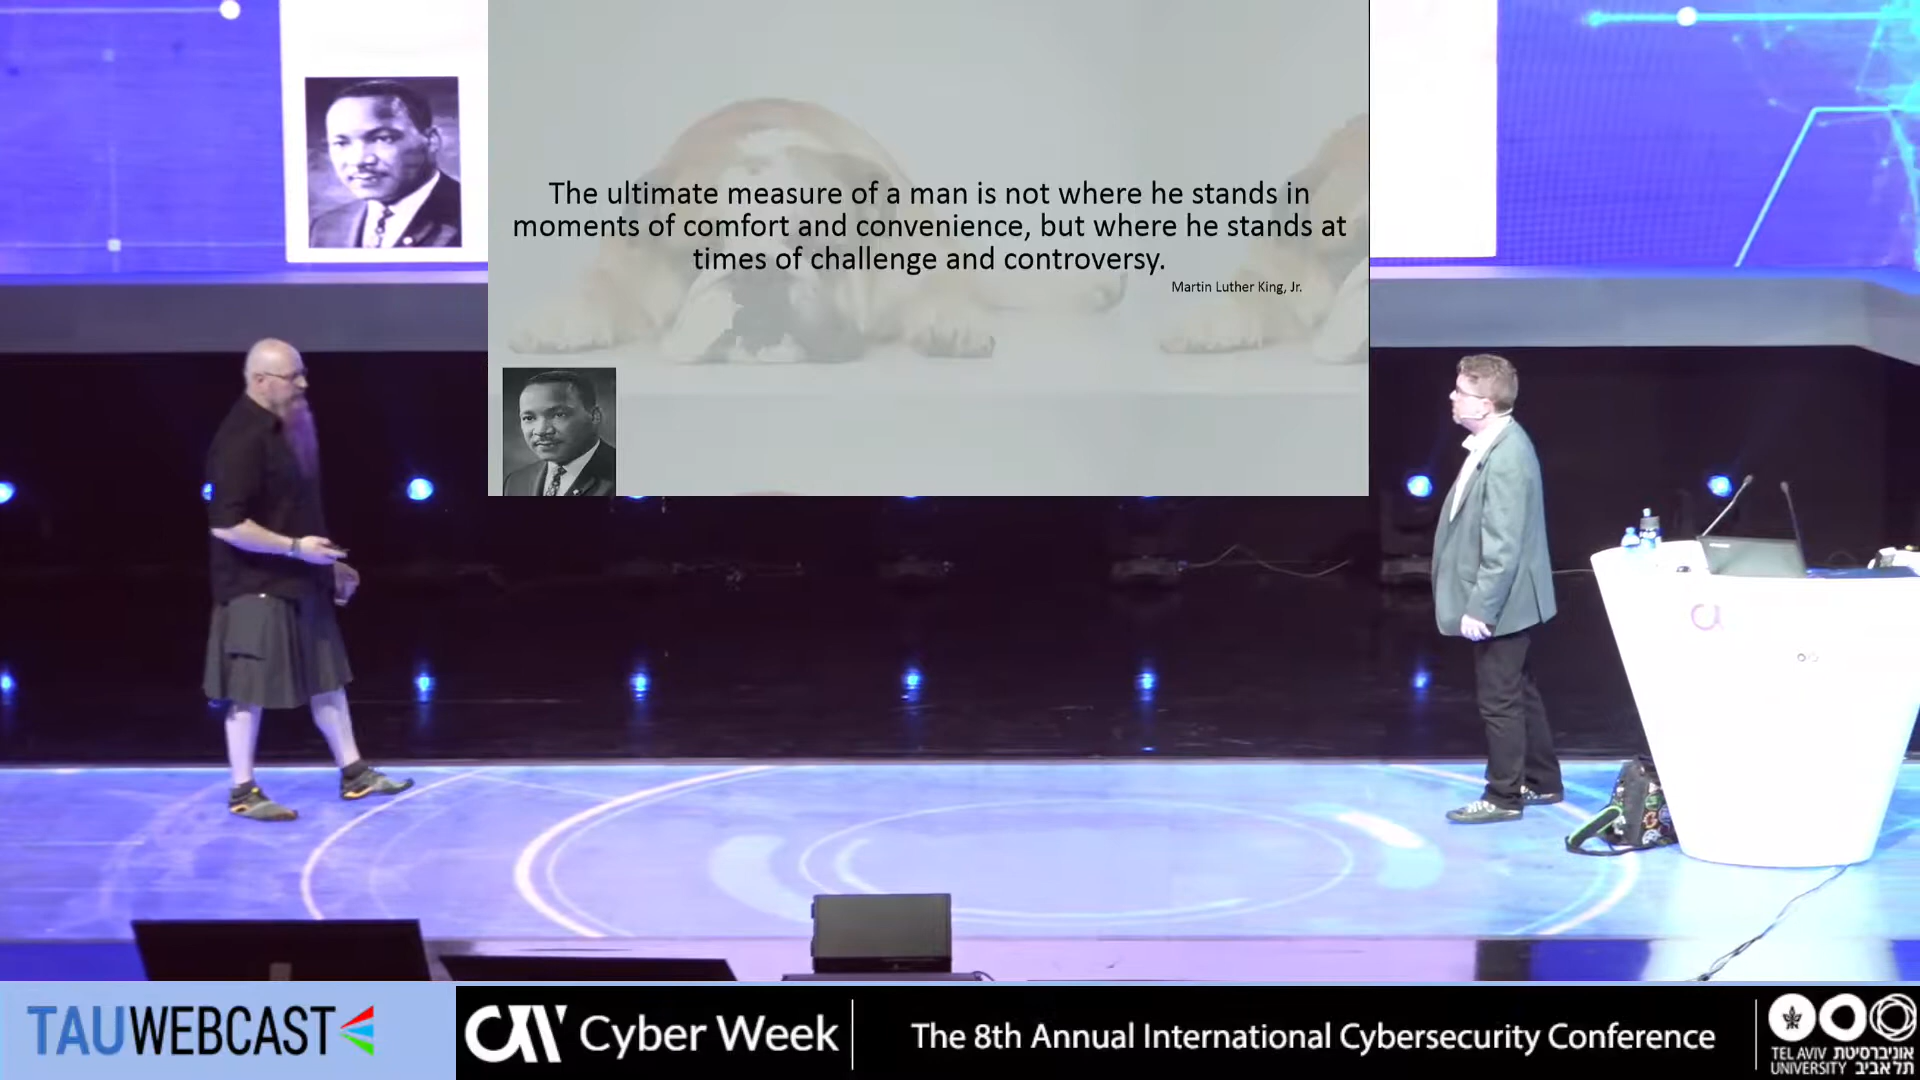 The ultimate measure of a man is not where he stands in
moments of comfort and convenience, but where he stands at
times of challenge and controversy.
Martin Luther King, Jr.
TAUWEBCAST
Cyber Week
The 8th Annual International Cybersecurity Conference
TEL AVIV אוניברסיטת
UNIVERSITY תל אביב